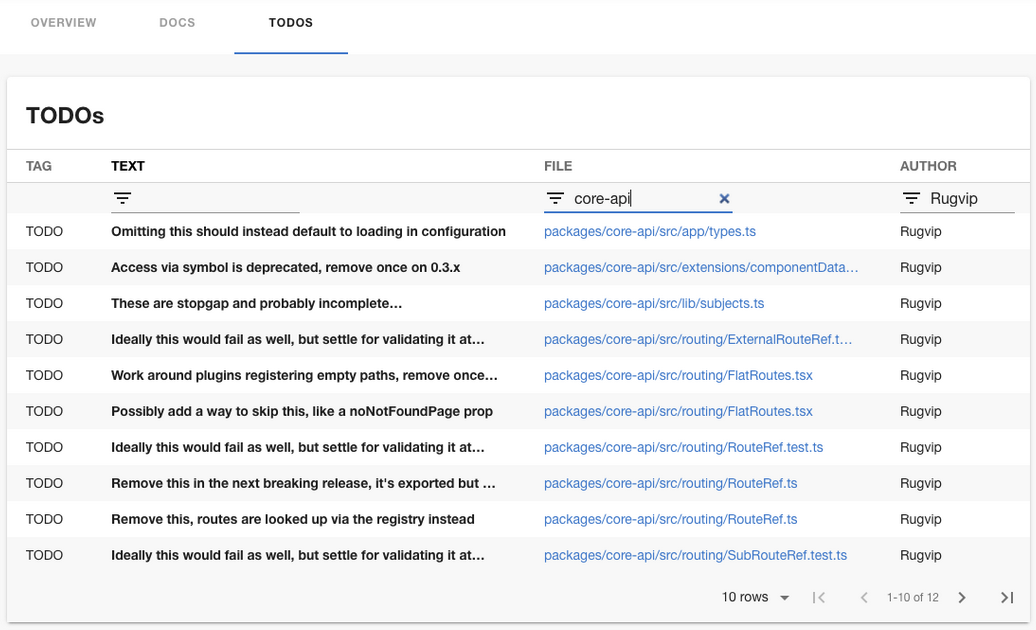 OVERVIEW DOCS TODOS
TODOs
TAG TEXT FILE AUTHOR
core-api Rugvip
TODO Omitting this should instead default to loading in configuration packages/core-api/src/app/types.ts Rugvip
TODO Access via symbol is deprecated, remove once on 0.3.x packages/core-api/src/extensions/componentData… Rugvip
TODO These are stopgap and probably incomplete… packages/core-api/src/lib/subjects.ts Rugvip
TODO Ideally this would fail as well, but settle for validating it at… packages/core-api/src/routing/ExternalRouteRef.t… Rugvip
TODO Work around plugins registering empty paths, remove once… packages/core-api/src/routing/FlatRoutes.tsx Rugvip
TODO Possibly add a way to skip this, like a noNotFoundPage prop packages/core-api/src/routing/FlatRoutes.tsx Rugvip
TODO Ideally this would fail as well, but settle for validating it at… packages/core-api/src/routing/RouteRef.test.ts Rugvip
TODO Remove this in the next breaking release, it's exported but … packages/core-api/src/routing/RouteRef.ts Rugvip
TODO Remove this, routes are looked up via the registry instead packages/core-api/src/routing/RouteRef.ts Rugvip
TODO Ideally this would fail as well, but settle for validating it at… packages/core-api/src/routing/SubRouteRef.test.ts Rugvip
10 rows 1-10 of 12